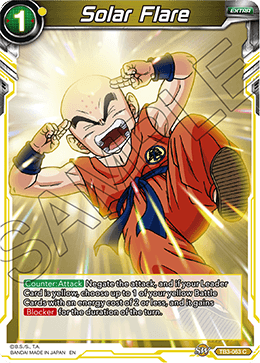 1
Solar Flare
EXTRA
SAMPLE
Counter: Attack Negate the attack, and if your Leader
Card is yellow, choose up to 1 of your yellow Battle
Cards with an energy cost of 2 or less, and it gains
Blocker for the duration of the turn.
©B.S./S., T.A.
BANDAI MADE IN JAPAN EN
TB3-063 C